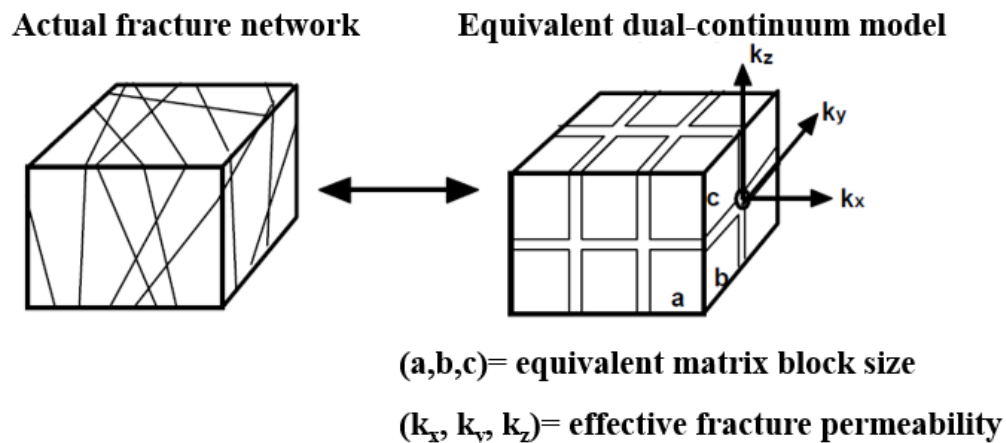 Actual fracture network
Equivalent dual-continuum model
kz
ky
kx
c
b
a
(a,b,c)= equivalent matrix block size
(kx, ky, kz)= effective fracture permeability